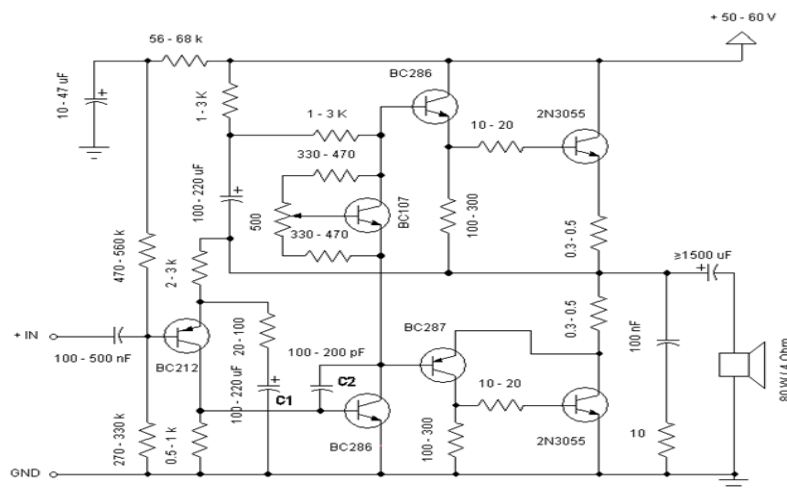 + 50 - 60 V
56 - 68 k
BC286
10 - 47 uF
+
1 - 3 K
1 - 3 K
10 - 20
2N3055
330 - 470
100 - 220 uF
+
500
BC107
100 - 300
330 - 470
0.3 - 0.5
470 - 560 k
2 - 3 k
≥1500 uF
+
+ IN
20 - 100
BC287
0.3 - 0.5
100 nF
100 - 500 nF
BC212
100 - 200 pF
+
100 - 220 uF
C1
C2
10 - 20
80 W / 4 Ohm
270 - 330 k
0.5 - 1 k
BC286
100 - 300
2N3055
10
GND